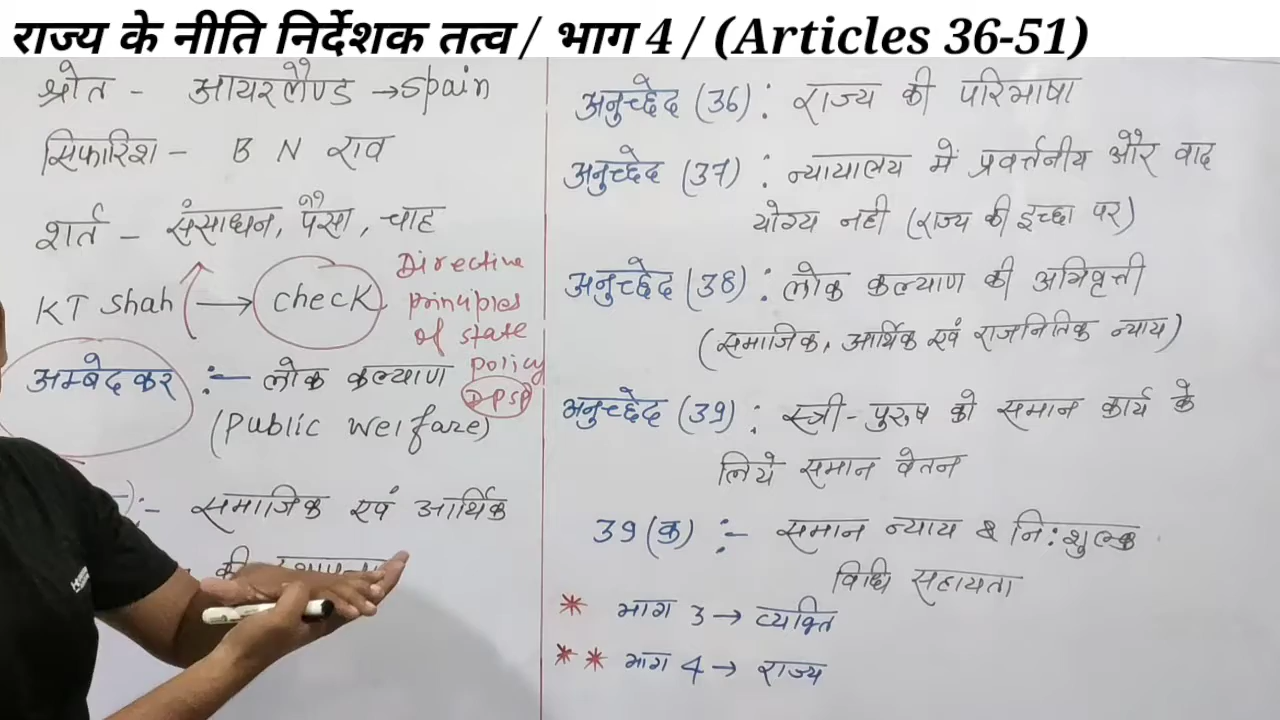 राज्य के नीति निर्देशक तत्व / भाग 4 / (Articles 36-51)
श्रोत - आयरलैण्ड → Spain
सिफारिश - B N राव
शर्त - संसाधन, पैसा, चाह
KT Shah → check
Directive
principles
of state
policy
DPSP
अम्बेदकर :- लोक कल्याण
(Public Welfare)
:- समाजिक एवं आर्थिक
की
अनुच्छेद (36) : राज्य की परिभाषा
अनुच्छेद (37) : न्यायालय में प्रवर्त्तनीय और वाद
योग्य नही (राज्य की इच्छा पर)
अनुच्छेद (38) : लोक कल्याण की अभिवृत्ती
(समाजिक, आर्थिक एवं राजनितिक न्याय)
अनुच्छेद (39) : स्त्री-पुरुष को समान कार्य के
लिये समान वेतन
39 (क) :- समान न्याय & नि:शुल्क
विधि सहायता
* भाग 3 → व्यक्ति
** भाग 4 → राज्य